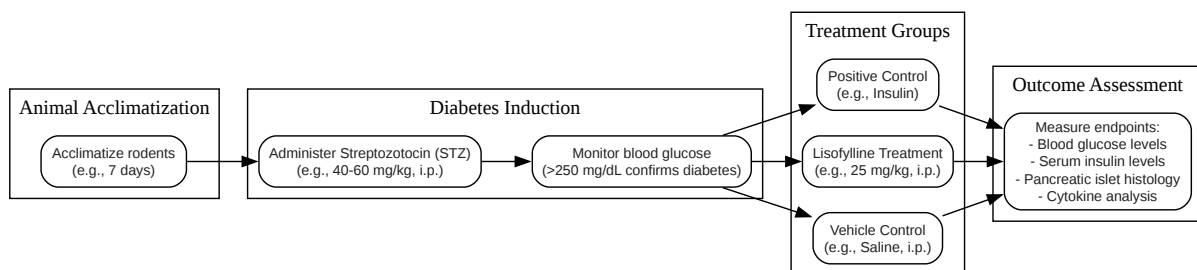 Animal Acclimatization
Acclimatize rodents
(e.g., 7 days)
Diabetes Induction
Administer Streptozotocin (STZ)
(e.g., 40-60 mg/kg, i.p.)
Monitor blood glucose
(>250 mg/dL confirms diabetes)
Treatment Groups
Positive Control
(e.g., Insulin)
Lisofylline Treatment
(e.g., 25 mg/kg, i.p.)
Vehicle Control
(e.g., Saline, i.p.)
Outcome Assessment
Measure endpoints:
- Blood glucose levels
- Serum insulin levels
- Pancreatic islet histology
- Cytokine analysis